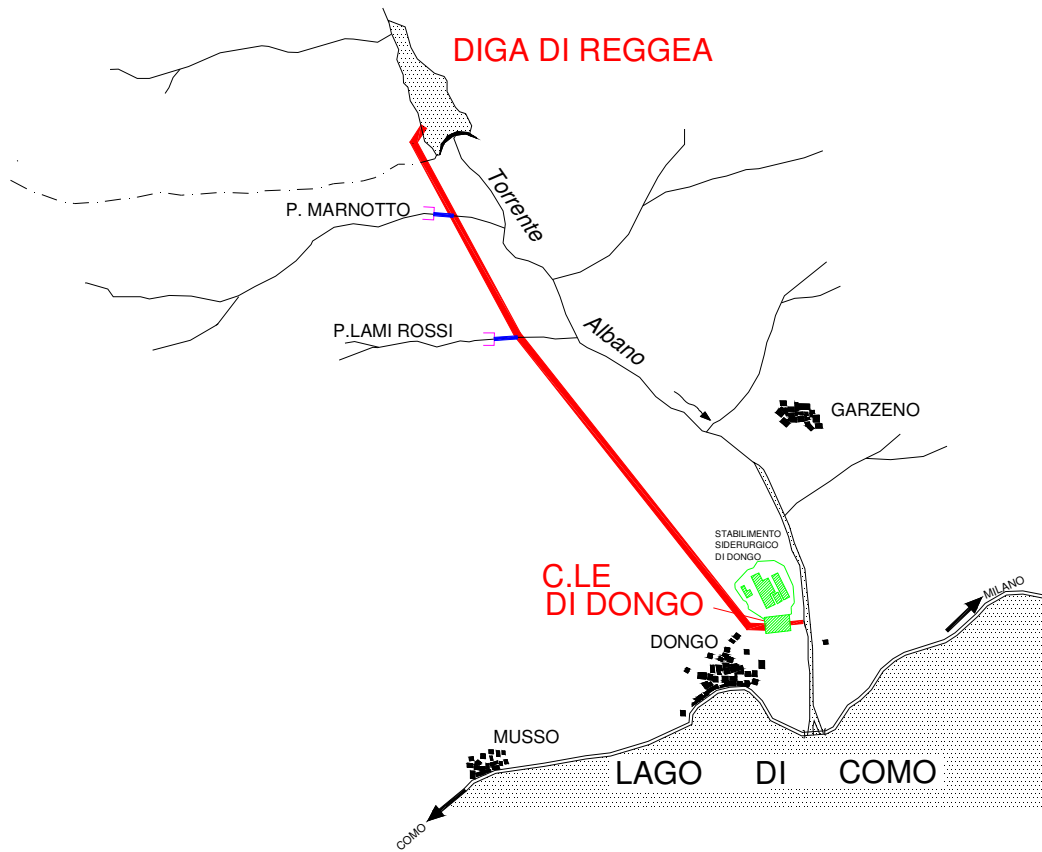 DIGA DI REGGEA
Torrente
P. MARNOTTO
P.LAMI ROSSI
Albano
GARZENO
STABILIMENTO
SIDERURGICO
DI DONGO
C.LE
DI DONGO
MILANO
DONGO
MUSSO
LAGO DI COMO
COMO